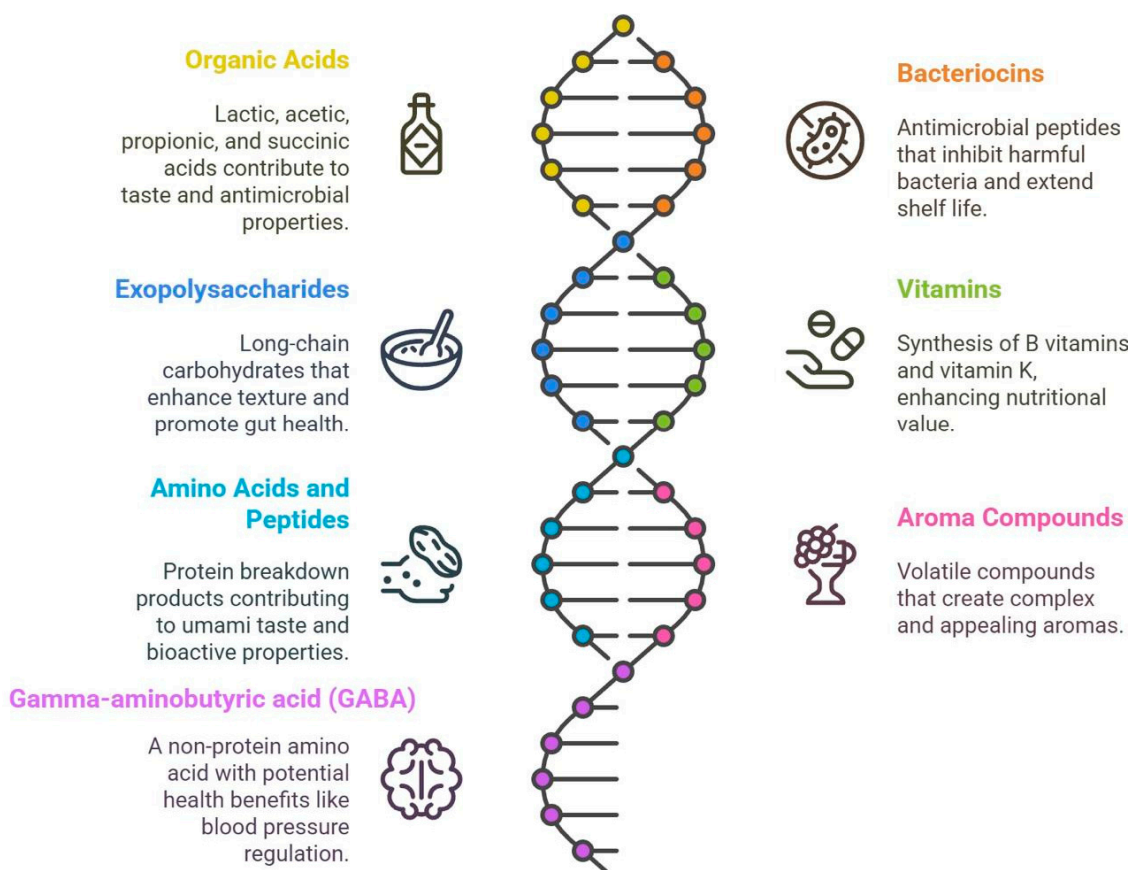 Organic Acids
Lactic, acetic,
propionic, and succinic
acids contribute to
taste and antimicrobial
properties.
Bacteriocins
Antimicrobial peptides
that inhibit harmful
bacteria and extend
shelf life.
Exopolysaccharides
Long-chain
carbohydrates that
enhance texture and
promote gut health.
Vitamins
Synthesis of B vitamins
and vitamin K,
enhancing nutritional
value.
Amino Acids and
Peptides
Protein breakdown
products contributing
to umami taste and
bioactive properties.
Aroma Compounds
Volatile compounds
that create complex
and appealing aromas.
Gamma-aminobutyric acid (GABA)
A non-protein amino
acid with potential
health benefits like
blood pressure
regulation.